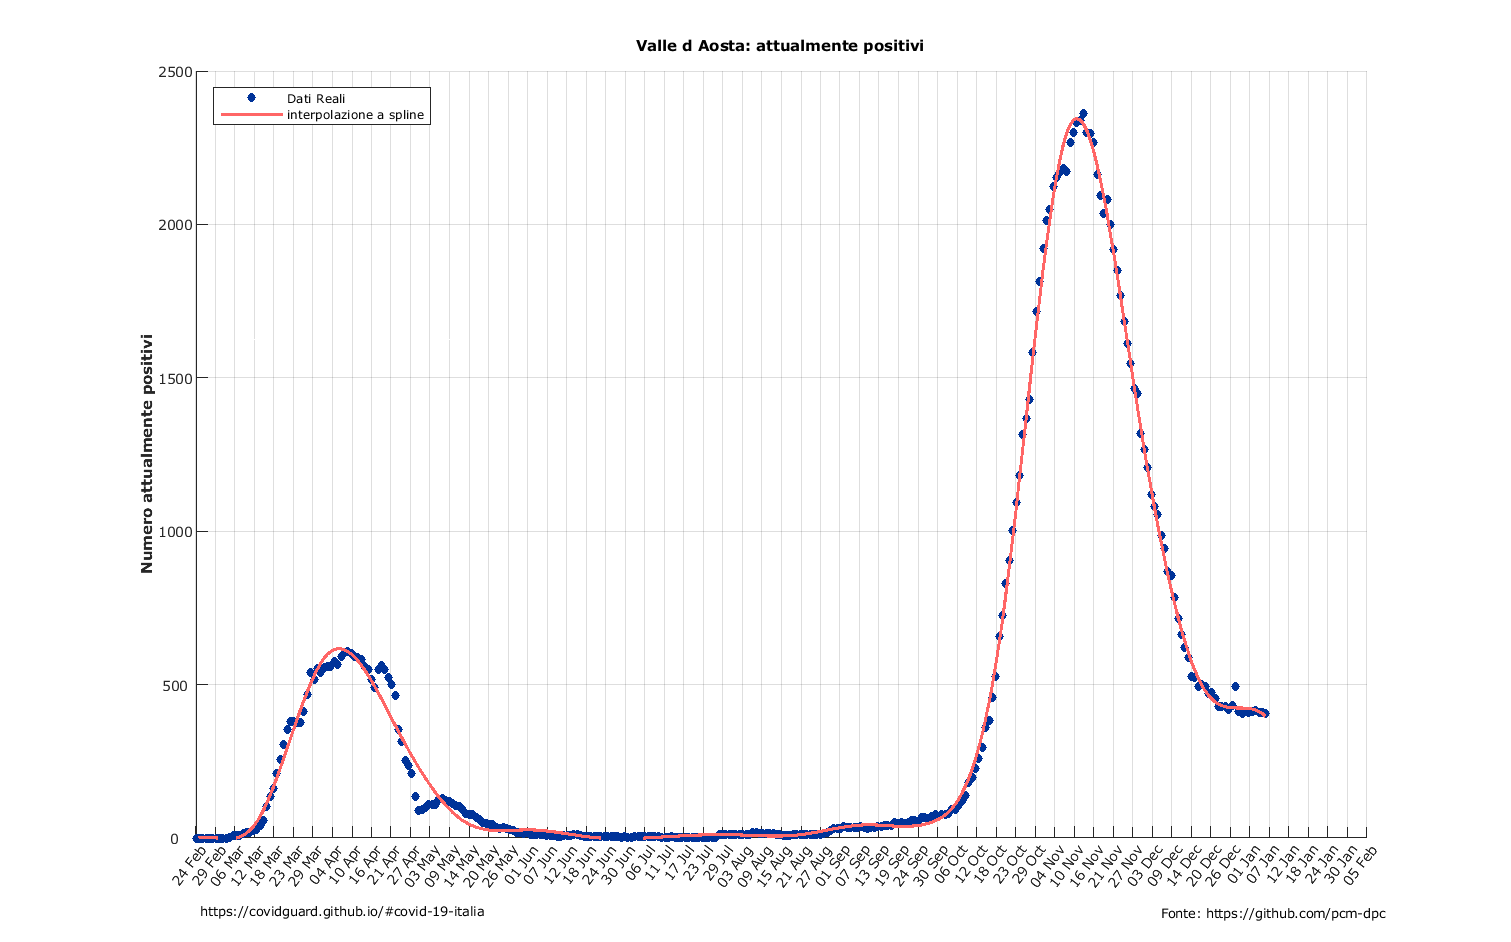 Valle d Aosta: attualmente positivi
2500
Dati Reali
interpolazione a spline
2000
1500
1000
500
0
Numero attualmente positivi
24 Feb
29 Feb
06 Mar
12 Mar
18 Mar
23 Mar
29 Mar
04 Apr
10 Apr
16 Apr
21 Apr
27 Apr
03 May
09 May
14 May
20 May
26 May
01 Jun
07 Jun
12 Jun
18 Jun
24 Jun
30 Jun
06 Jul
11 Jul
17 Jul
23 Jul
29 Jul
03 Aug
09 Aug
15 Aug
21 Aug
27 Aug
01 Sep
07 Sep
13 Sep
19 Sep
24 Sep
30 Sep
06 Oct
12 Oct
18 Oct
23 Oct
29 Oct
04 Nov
10 Nov
16 Nov
21 Nov
27 Nov
03 Dec
09 Dec
14 Dec
20 Dec
26 Dec
01 Jan
07 Jan
12 Jan
18 Jan
24 Jan
30 Jan
05 Feb
https://covidguard.github.io/#covid-19-italia
Fonte: https://github.com/pcm-dpc